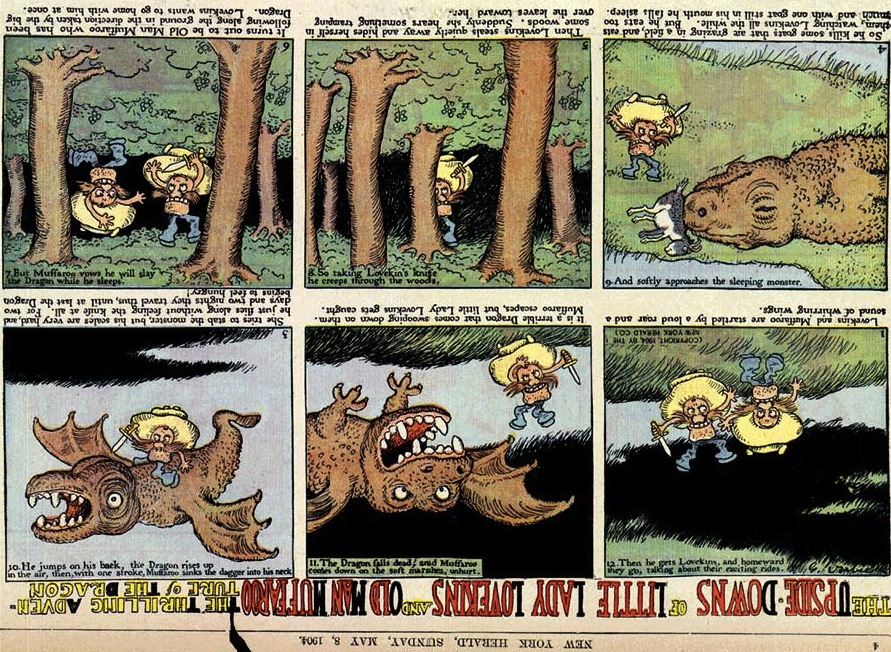 It turns out to be Old Man Muffaroo who has been
following along the ground in the direction taken by the
Dragon. Lovekins wants to go home with him at once.
6
7. But Muffaroo vows he will slay
the Dragon while he sleeps.
Then Lovekins steals quietly away and hides herself in
some woods. Suddenly she hears something tramping
over the leaves toward her.
5
8. So taking Lovekin's knife
he creeps through the woods,
So he kills some goats that are grazing in a field, and eats
them, watching Lovekins all the while. But he eats too
much and with one goat still in his mouth he falls asleep.
4
9. And softly approaches the sleeping monster.
She tries to stab the monster, but his scales are very hard, and
he just flies along without feeling the knife at all. For two
days and two nights they travel thus, until at last the Dragon
begins to feel hungry.
3
10. He jumps on his back, the Dragon rises up
in the air, then, with one stroke, Muffaroo sinks the dagger into his neck
It is a terrible Dragon that comes swooping down on them.
Muffaroo escapes, but little Lady Lovekins gets caught.
11. The Dragon falls dead, and Muffaroo
comes down on the soft marshes, unhurt.
Lovekins and Muffaroo are startled by a loud roar and a
sound of whirring wings.
1
(COPYRIGHT, 1904, BY THE
NEW YORK HERALD CO.)
12. Then he gets Lovekins, and homeward
they go, talking about their exciting rides.
THE UPSIDE-DOWNS OF LITTLE LADY LOVEKINS AND OLD MAN MUFFAROO
THE THRILLING ADVEN-
TURE of THE DRAGON
4
NEW YORK HERALD, SUNDAY, MAY 8, 1904.